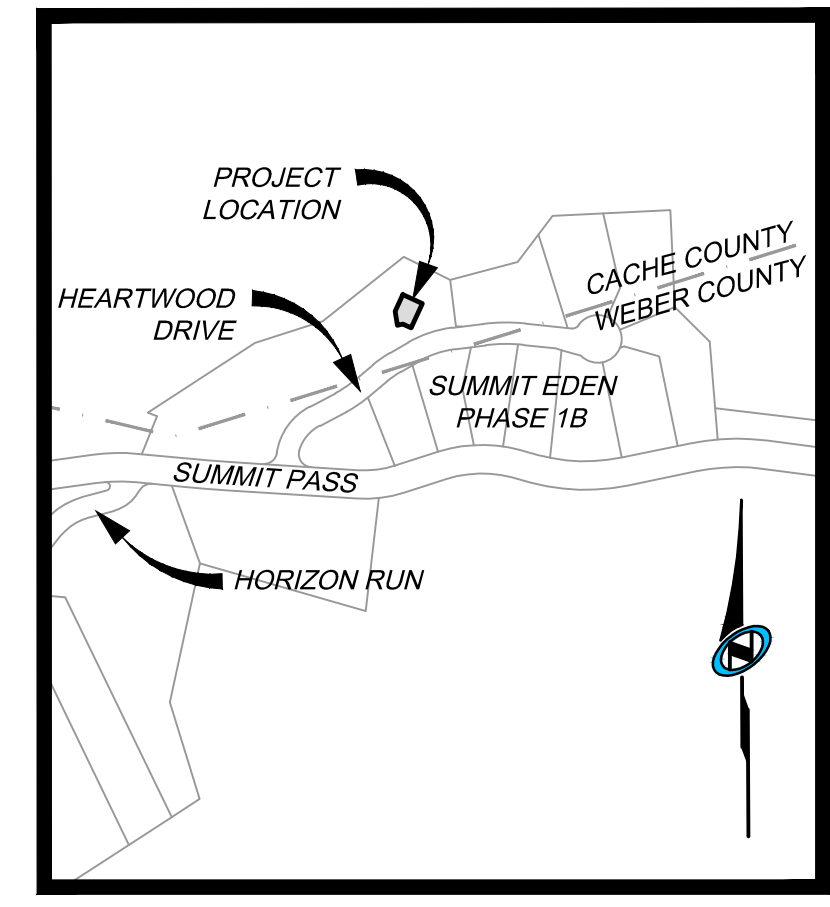 PROJECT
LOCATION
CACHE COUNTY
WEBER COUNTY
HEARTWOOD
DRIVE
SUMMIT EDEN
PHASE 1B
SUMMIT PASS
HORIZON RUN
N